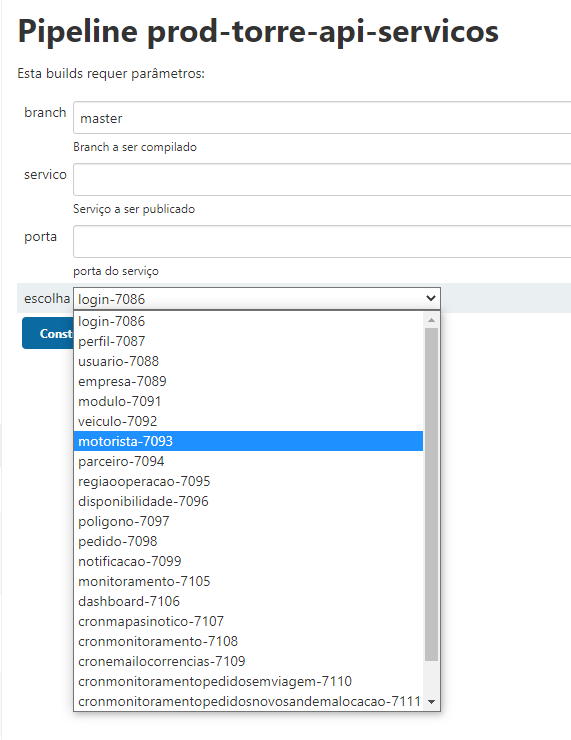 Pipeline prod-torre-api-servicos
Esta builds requer parâmetros:
branch
master
Branch a ser compilado
servico
Serviço a ser publicado
porta
porta do serviço
escolha
login-7086
Const
login-7086
perfil-7087
usuario-7088
empresa-7089
modulo-7091
veiculo-7092
motorista-7093
parceiro-7094
regiaooperacao-7095
disponibilidade-7096
poligono-7097
pedido-7098
notificacao-7099
monitoramento-7105
dashboard-7106
cronmapasinotico-7107
cronmonitoramento-7108
cronemailocorrencias-7109
cronmonitoramentopedidosemviagem-7110
cronmonitoramentopedidosnovosandemalocacao-7111